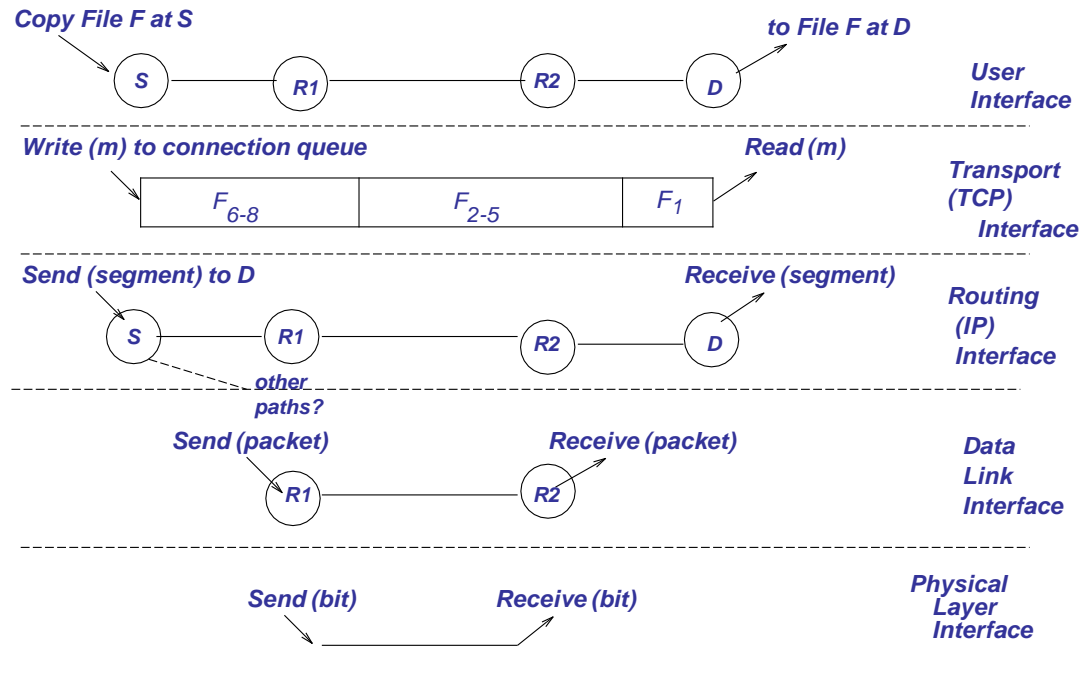 Copy File F at S
to File F at D
S
R1
R2
D
User
Interface
Write (m) to connection queue
Read (m)
F6-8
F2-5
F1
Transport
(TCP)
Interface
Send (segment) to D
Receive (segment)
S
R1
R2
D
Routing
(IP)
Interface
other
paths?
Send (packet)
Receive (packet)
R1
R2
Data
Link
Interface
Send (bit)
Receive (bit)
Physical
Layer
Interface